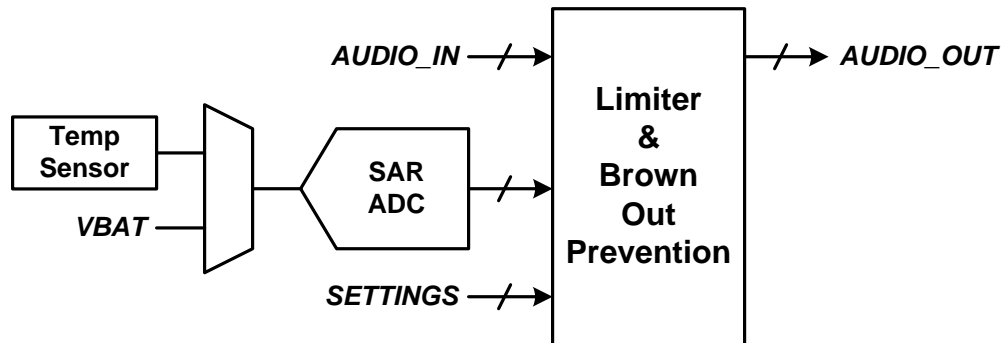 AUDIO_IN
AUDIO_OUT
Temp
Sensor
VBAT
SAR
ADC
SETTINGS
Limiter
&
Brown
Out
Prevention